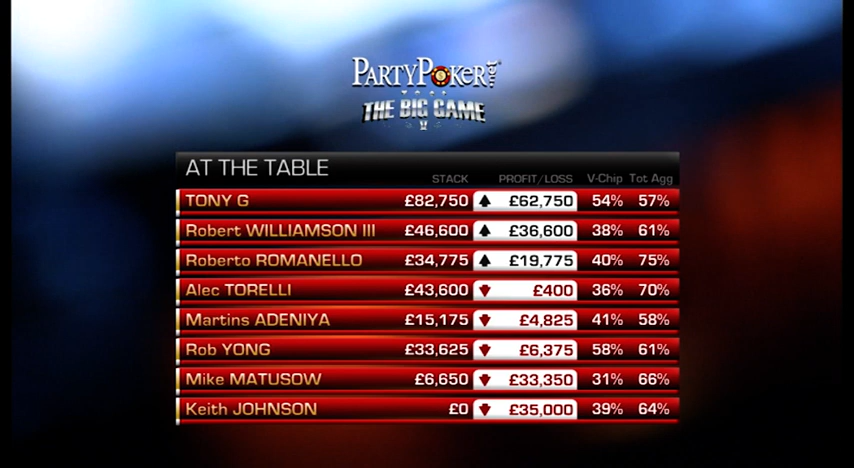 PARTYPOKER.net
THE BIG GAME
V
AT THE TABLE STACK PROFIT/LOSS V-Chip Tot Agg
TONY G £82,750 £62,750 54% 57%
Robert WILLIAMSON III £46,600 £36,600 38% 61%
Roberto ROMANELLO £34,775 £19,775 40% 75%
Alec TORELLI £43,600 £400 36% 70%
Martins ADENIYA £15,175 £4,825 41% 58%
Rob YONG £33,625 £6,375 58% 61%
Mike MATUSOW £6,650 £33,350 31% 66%
Keith JOHNSON £0 £35,000 39% 64%